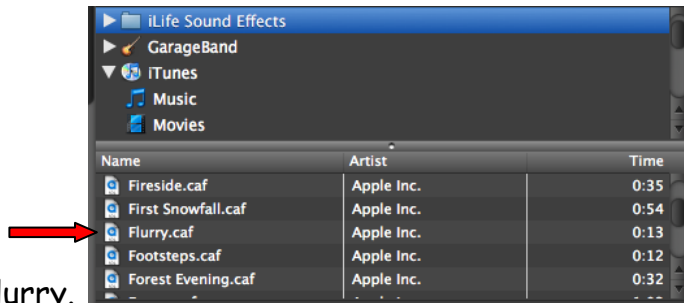 iLife Sound Effects
GarageBand
iTunes
Music
Movies
Name Artist Time
Fireside.caf Apple Inc. 0:35
First Snowfall.caf Apple Inc. 0:54
Flurry.caf Apple Inc. 0:13
Footsteps.caf Apple Inc. 0:12
Forest Evening.caf Apple Inc. 0:32